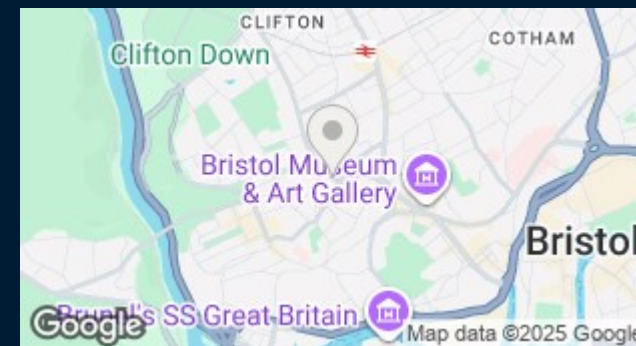 CLIFTON
COTHAM
Clifton Down
Bristol Museum
& Art Gallery
Bristol
Brunel's SS Great Britain
Google
Map data ©2025 Google